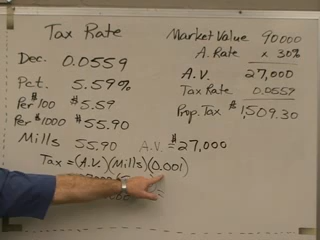 Tax Rate
Dec. 0.0559
Pct. 5.59%
Per $100 $5.59
Per $1000 $55.90
Mills 55.90
Market Value 90000
A. Rate x 30%
A.V. 27,000
Tax Rate 0.0559
Prop. Tax $1,509.30
A.V. = $27,000
Tax = (A.V.)(Mills)(0.001)